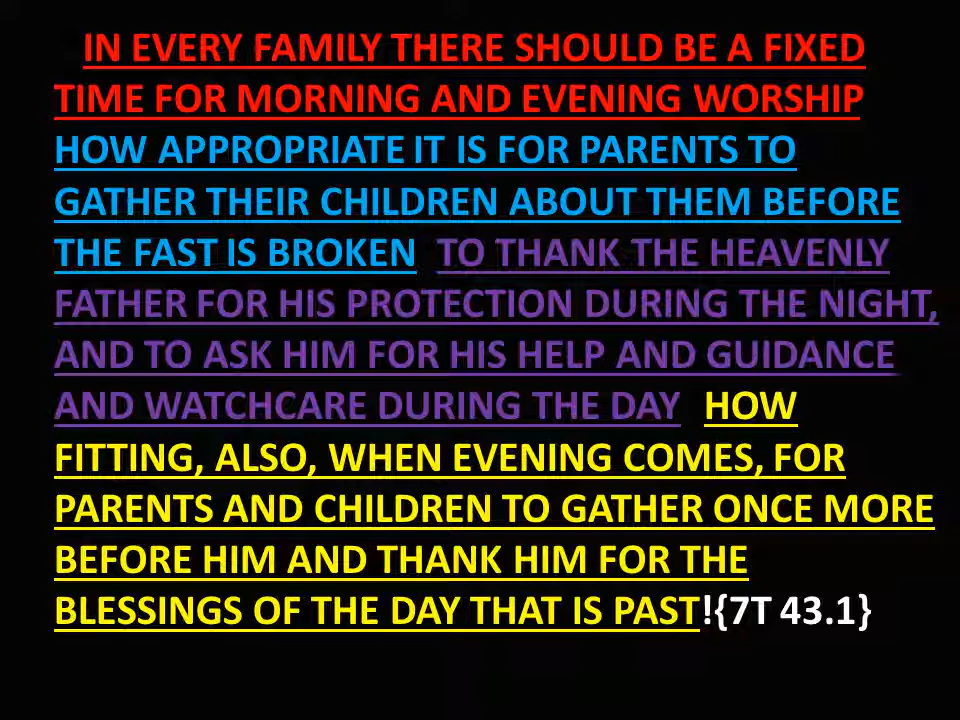 IN EVERY FAMILY THERE SHOULD BE A FIXED
TIME FOR MORNING AND EVENING WORSHIP
HOW APPROPRIATE IT IS FOR PARENTS TO
GATHER THEIR CHILDREN ABOUT THEM BEFORE
THE FAST IS BROKEN TO THANK THE HEAVENLY
FATHER FOR HIS PROTECTION DURING THE NIGHT,
AND TO ASK HIM FOR HIS HELP AND GUIDANCE
AND WATCHCARE DURING THE DAY HOW
FITTING, ALSO, WHEN EVENING COMES, FOR
PARENTS AND CHILDREN TO GATHER ONCE MORE
BEFORE HIM AND THANK HIM FOR THE
BLESSINGS OF THE DAY THAT IS PAST!{7T 43.1}